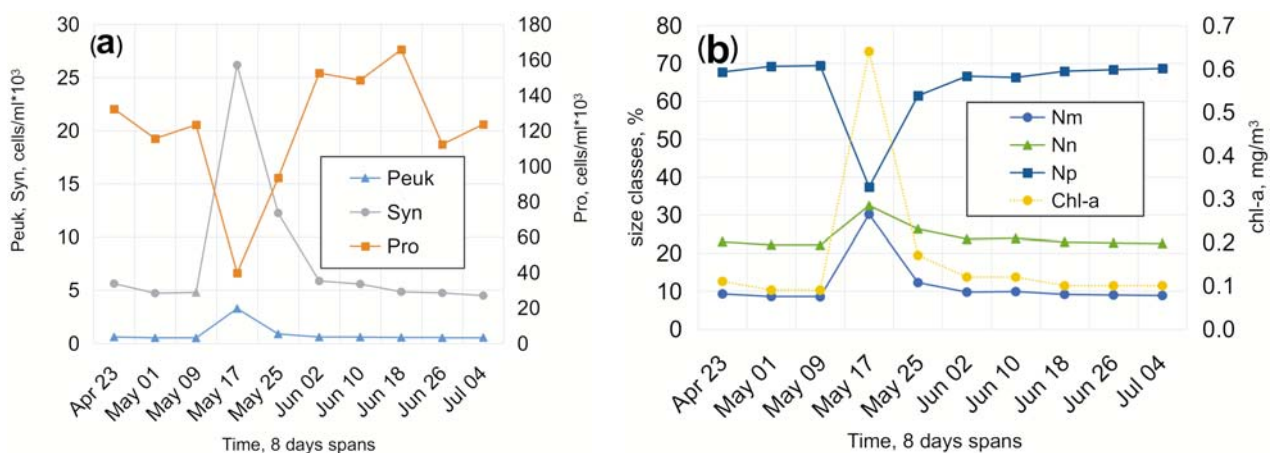 (a)
30
25
20
15
10
5
0
Peuk, Syn, cells/ml*10³
180
160
140
120
100
80
60
40
20
0
Pro, cells/ml*10³
Peuk
Syn
Pro
Apr 23
May 01
May 09
May 17
May 25
Jun 02
Jun 10
Jun 18
Jun 26
Jul 04
Time, 8 days spans
(b)
80
70
60
50
40
30
20
10
0
size classes, %
0.7
0.6
0.5
0.4
0.3
0.2
0.1
0.0
chl-a, mg/m³
Nm
Nn
Np
Chl-a
Apr 23
May 01
May 09
May 17
May 25
Jun 02
Jun 10
Jun 18
Jun 26
Jul 04
Time, 8 days spans